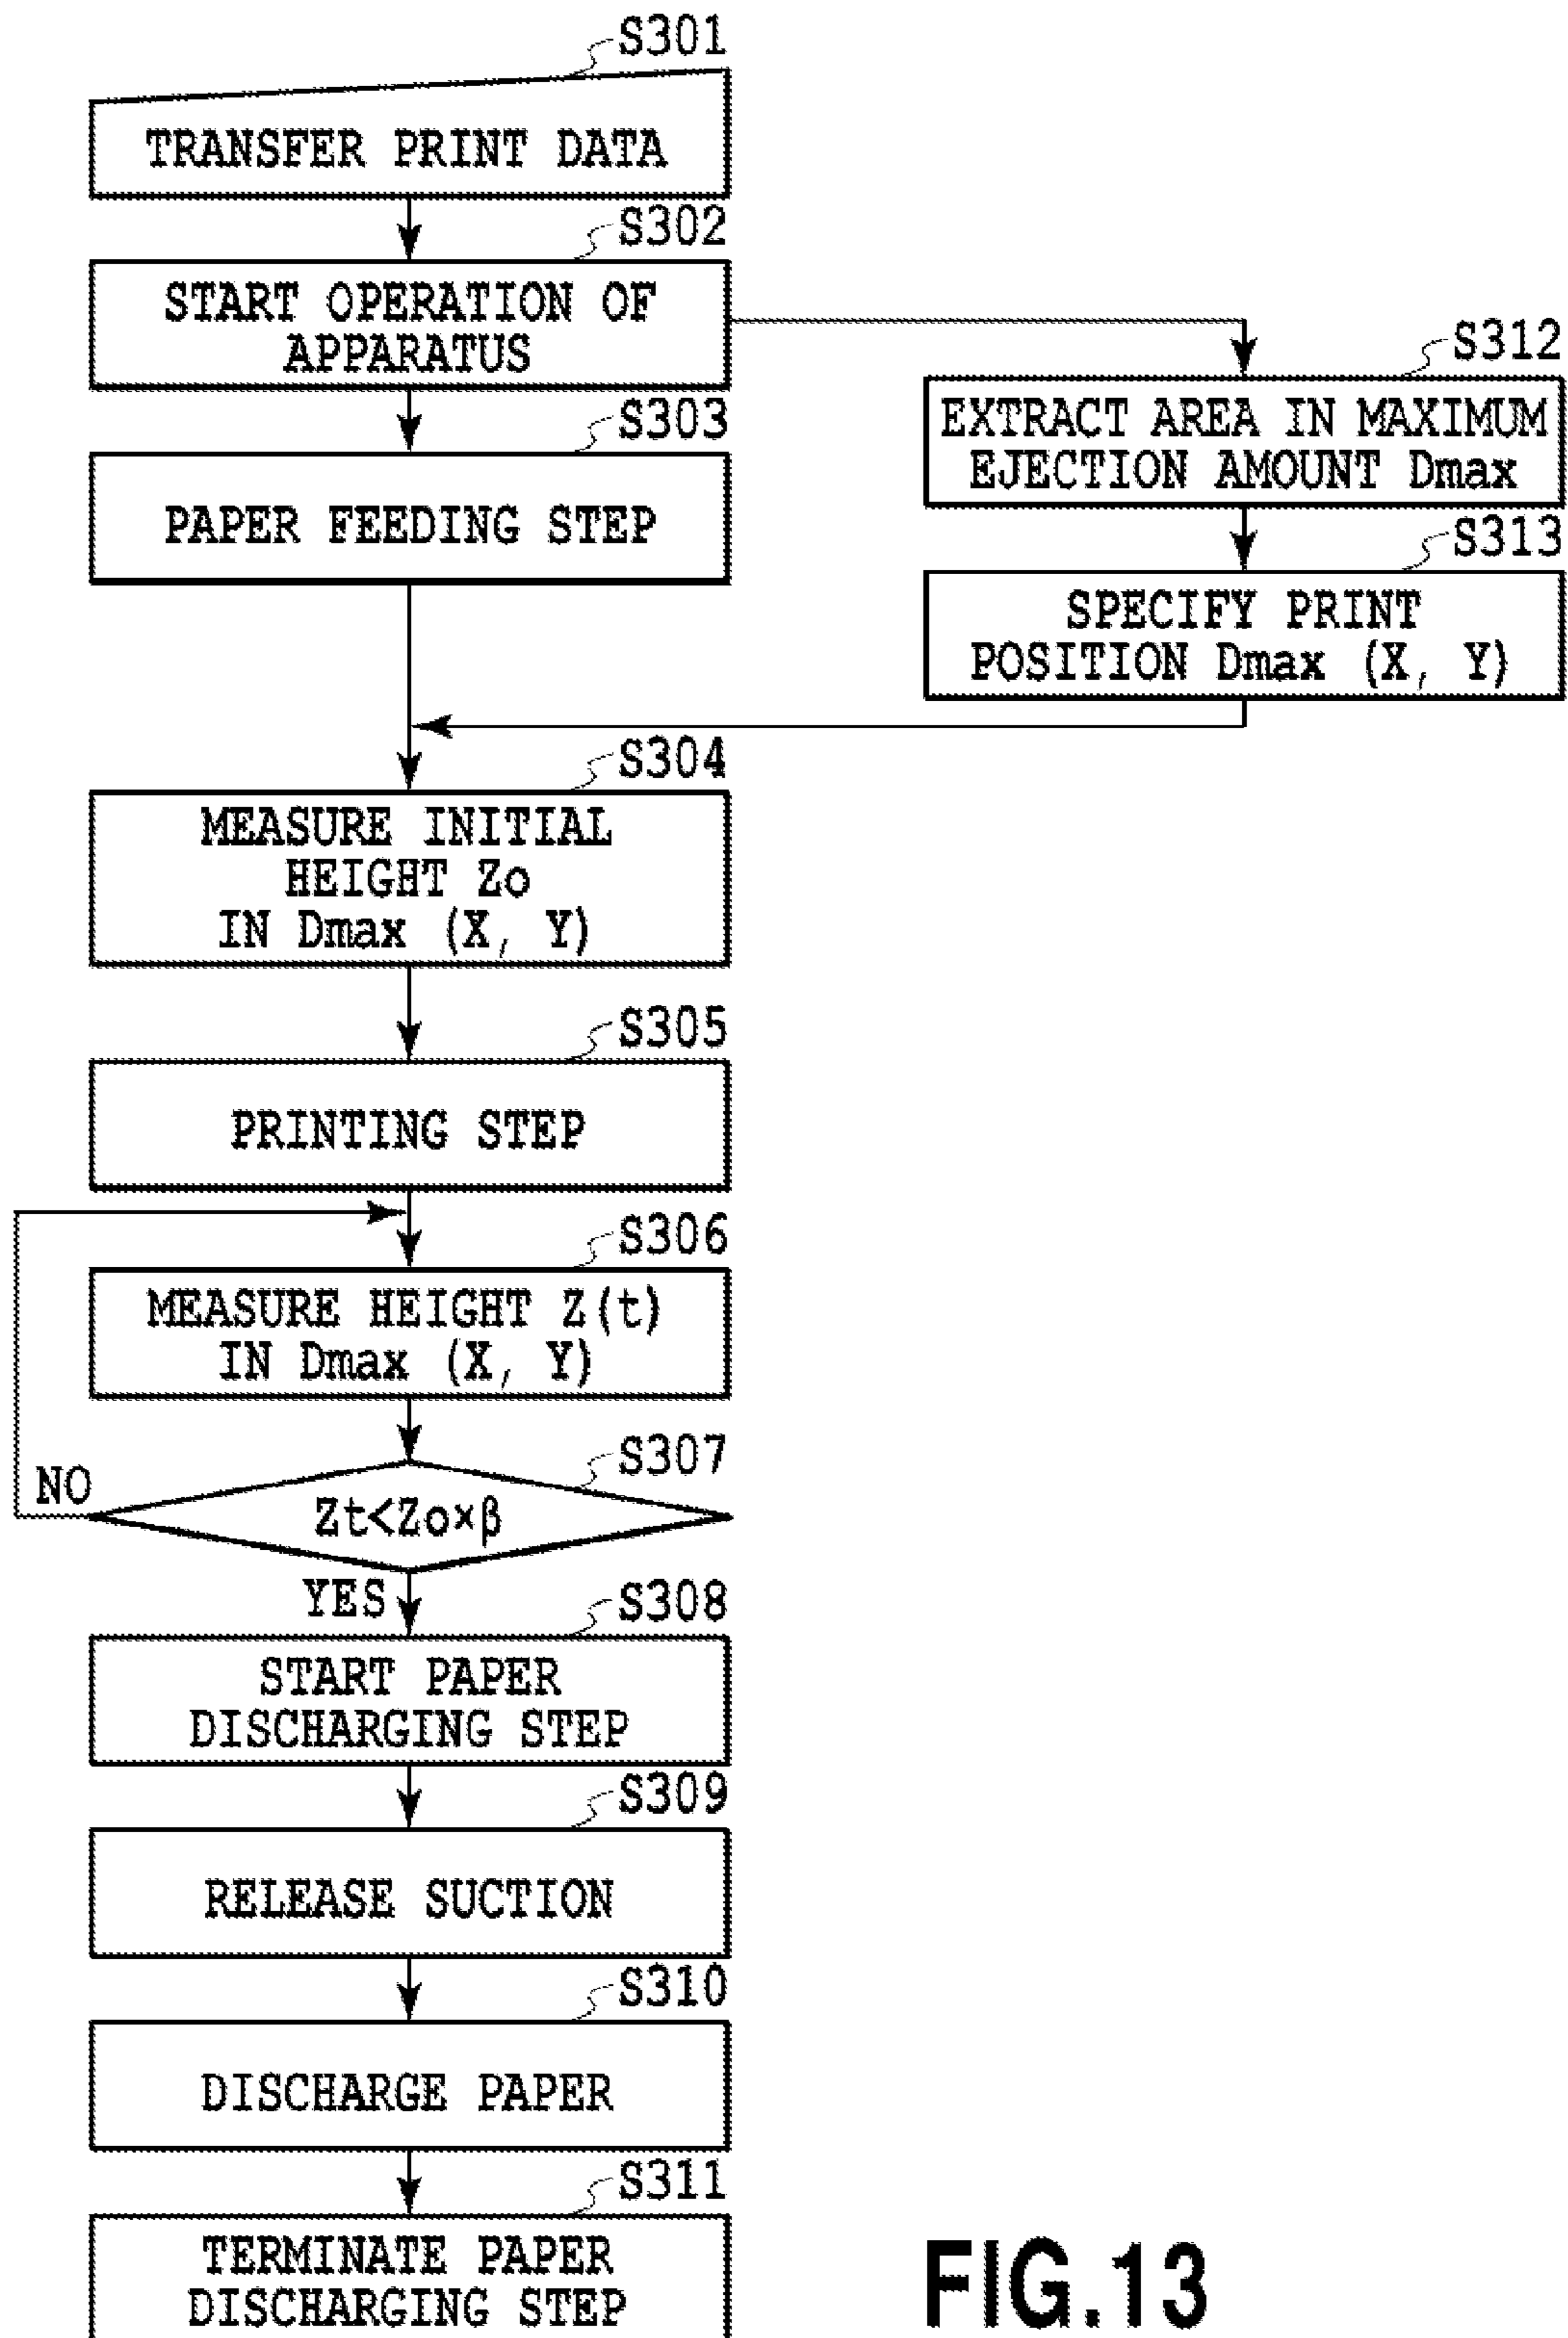 S301
TRANSFER PRINT DATA
S302
START OPERATION OF
APPARATUS
S303
PAPER FEEDING STEP
S312
EXTRACT AREA IN MAXIMUM
EJECTION AMOUNT Dmax
S313
SPECIFY PRINT
POSITION Dmax (X, Y)
S304
MEASURE INITIAL
HEIGHT Zo
IN Dmax (X, Y)
S305
PRINTING STEP
S306
MEASURE HEIGHT Z(t)
IN Dmax (X, Y)
S307
NO
Zt<Zo×β
YES
S308
START PAPER
DISCHARGING STEP
S309
RELEASE SUCTION
S310
DISCHARGE PAPER
S311
TERMINATE PAPER
DISCHARGING STEP
FIG.13